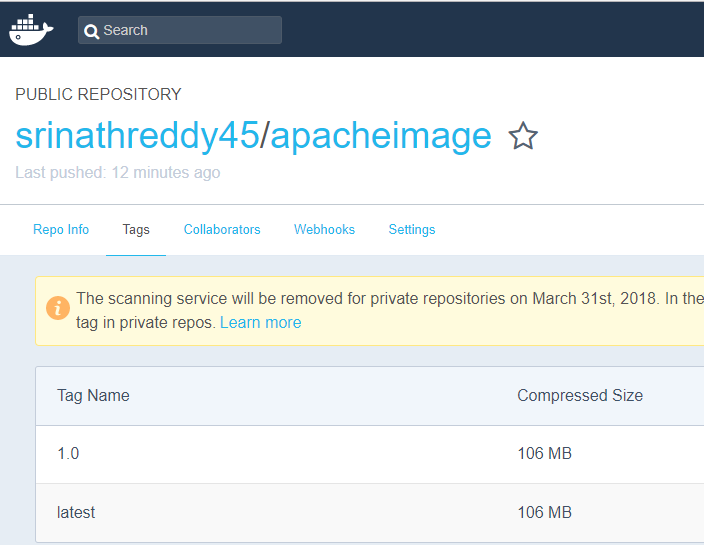 Search
PUBLIC REPOSITORY
srinathreddy45/apacheimage
Last pushed: 12 minutes ago
Repo Info Tags Collaborators Webhooks Settings
The scanning service will be removed for private repositories on March 31st, 2018. In the
tag in private repos. Learn more
Tag Name Compressed Size
1.0 106 MB
latest 106 MB